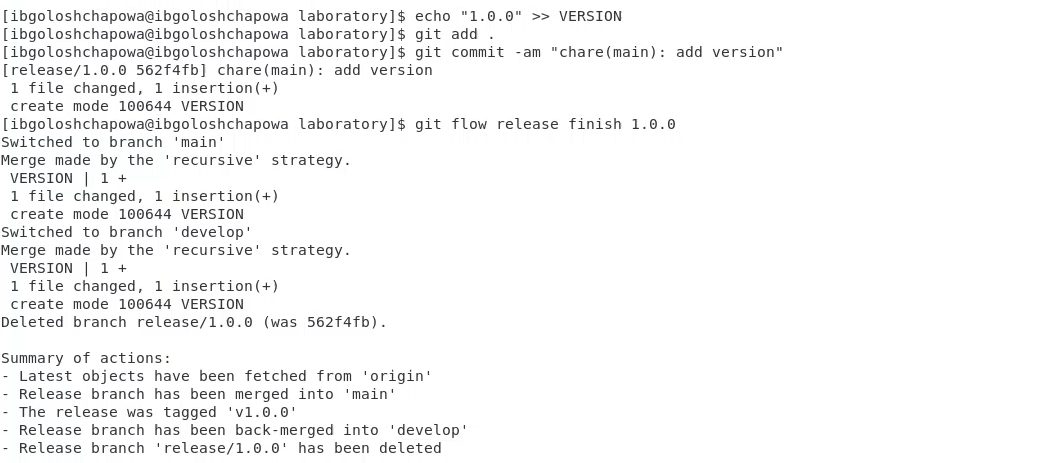 [ibgoloshchapowa@ibgoloshchapowa laboratory]$ echo "1.0.0" >> VERSION
[ibgoloshchapowa@ibgoloshchapowa laboratory]$ git add .
[ibgoloshchapowa@ibgoloshchapowa laboratory]$ git commit -am "chare(main): add version"
[release/1.0.0 562f4fb] chare(main): add version
 1 file changed, 1 insertion(+)
 create mode 100644 VERSION
[ibgoloshchapowa@ibgoloshchapowa laboratory]$ git flow release finish 1.0.0
Switched to branch 'main'
Merge made by the 'recursive' strategy.
 VERSION | 1 +
 1 file changed, 1 insertion(+)
 create mode 100644 VERSION
Switched to branch 'develop'
Merge made by the 'recursive' strategy.
 VERSION | 1 +
 1 file changed, 1 insertion(+)
 create mode 100644 VERSION
Deleted branch release/1.0.0 (was 562f4fb).

Summary of actions:
- Latest objects have been fetched from 'origin'
- Release branch has been merged into 'main'
- The release was tagged 'v1.0.0'
- Release branch has been back-merged into 'develop'
- Release branch 'release/1.0.0' has been deleted